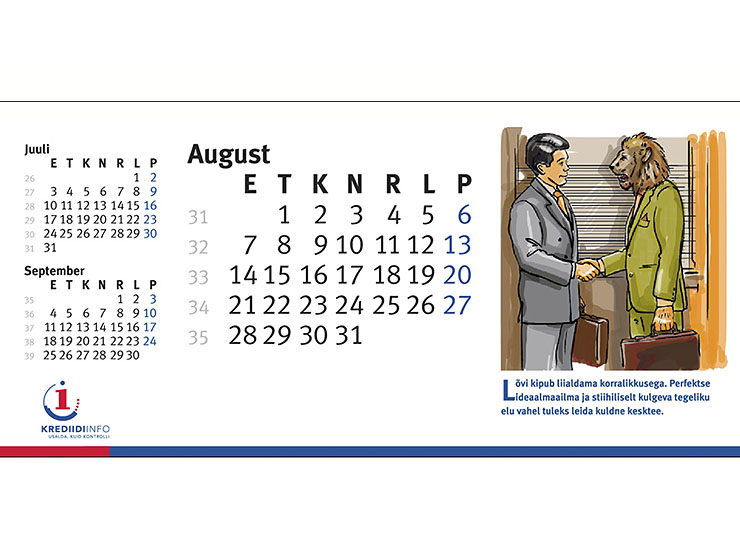 Juuli
E T K N R L P
26 1 2
27 3 4 5 6 7 8 9
28 10 11 12 13 14 15 16
29 17 18 19 20 21 22 23
30 24 25 26 27 28 29 30
31 31
September
E T K N R L P
35 1 2 3
36 4 5 6 7 8 9 10
37 11 12 13 14 15 16 17
38 18 19 20 21 22 23 24
39 25 26 27 28 29 30
August
E T K N R L P
31 1 2 3 4 5 6
32 7 8 9 10 11 12 13
33 14 15 16 17 18 19 20
34 21 22 23 24 25 26 27
35 28 29 30 31
Lõvi kipub liialdama korralikkusega. Perfektse
ideaalmaailma ja stiihiliselt kulgeva tegeliku
elu vahel tuleks leida kuldne kesktee.
i
KREDIIDIINFO
USALDA, KUID KONTROLLI